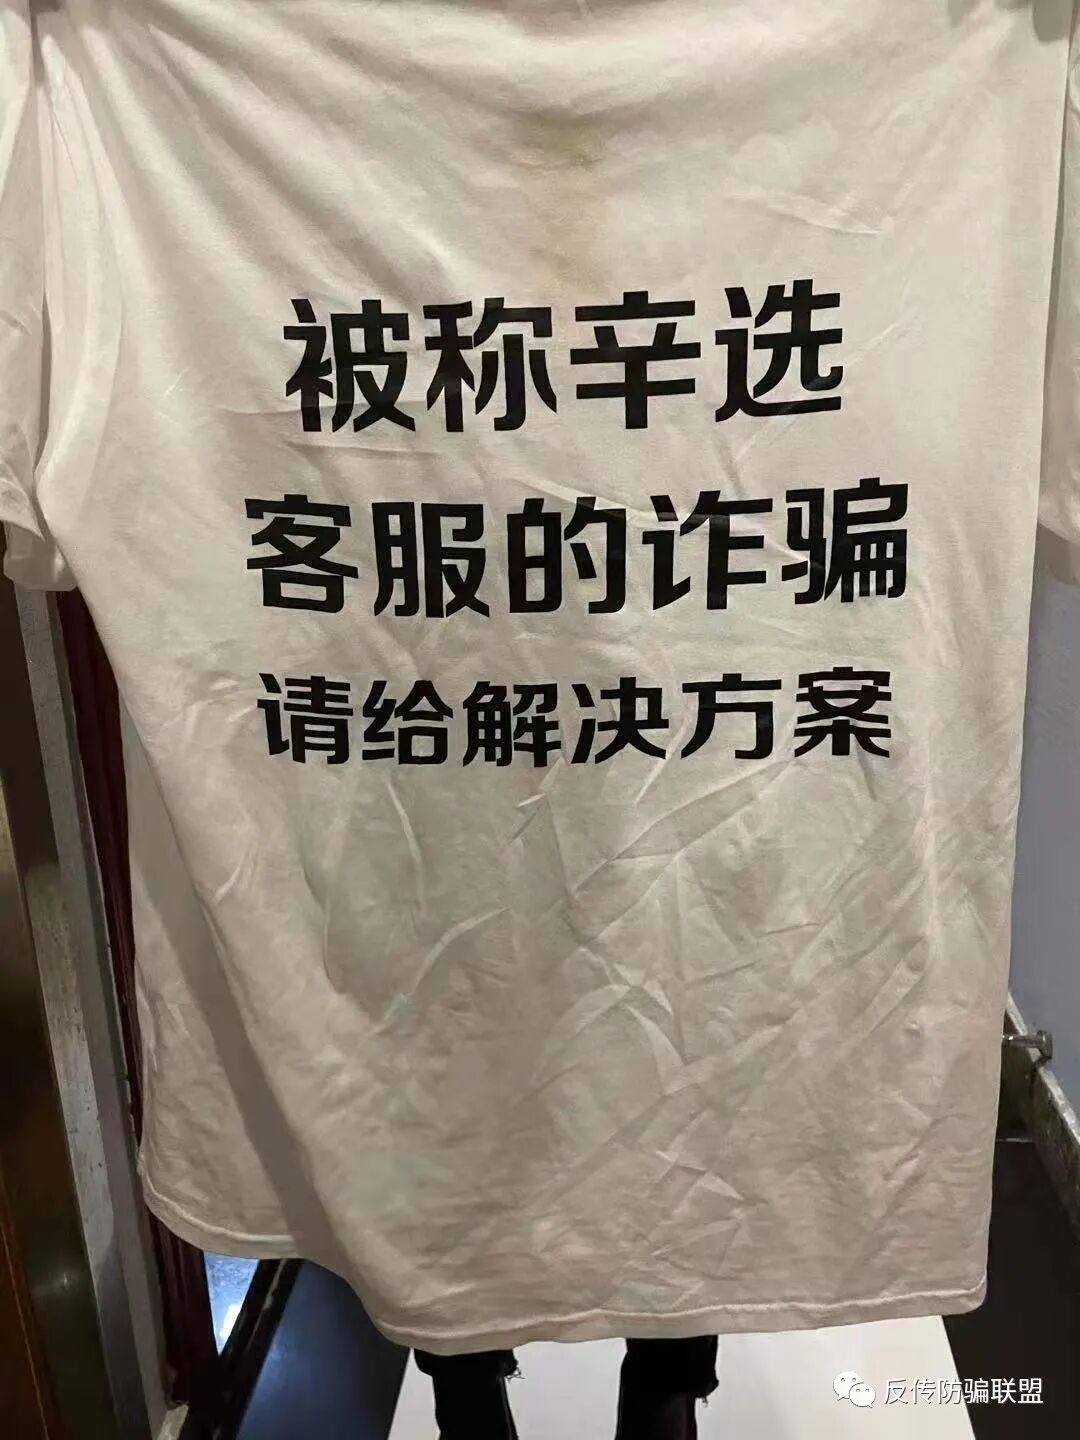 被称辛选
客服的诈骗
请给解决方案
反传防骗联盟